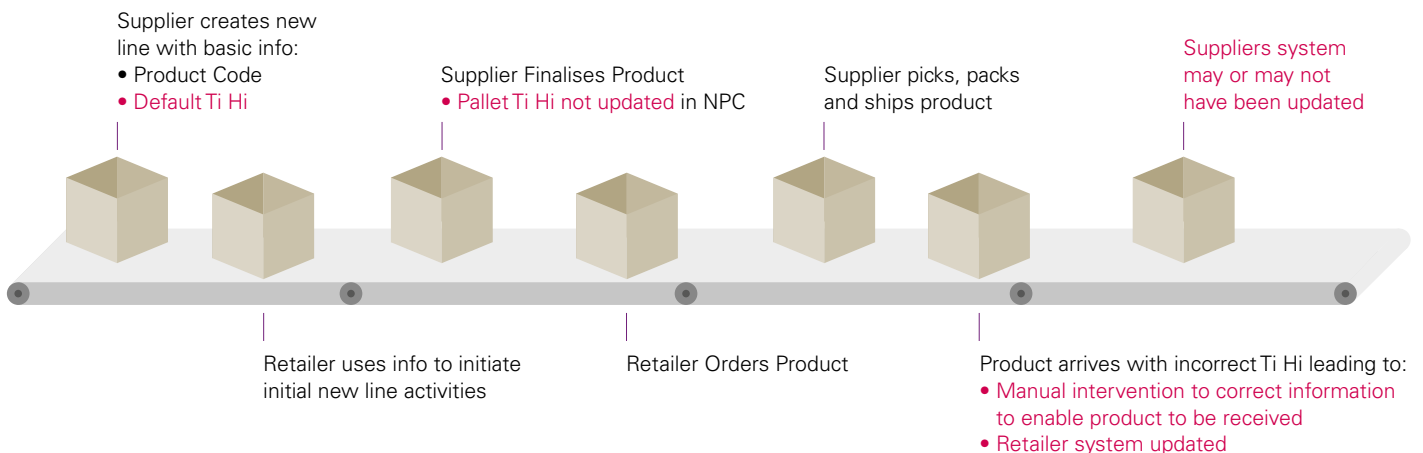 Supplier creates new
line with basic info:
• Product Code
• Default Ti Hi
Retailer uses info to initiate
initial new line activities
Supplier Finalises Product
• Pallet Ti Hi not updated in NPC
Retailer Orders Product
Supplier picks, packs
and ships product
Product arrives with incorrect Ti Hi leading to:
• Manual intervention to correct information
to enable product to be received
• Retailer system updated
Suppliers system
may or may not
have been updated